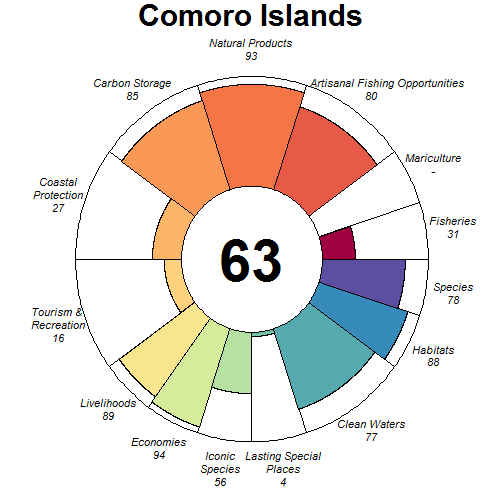 Comoro Islands
Natural Products
93
Carbon Storage
85
Artisanal Fishing Opportunities
80
Mariculture
-
Coastal
Protection
27
Fisheries
31
63
Species
78
Tourism &
Recreation
16
Habitats
88
Livelihoods
89
Clean Waters
77
Economies
94
Iconic
Species
56
Lasting Special
Places
4